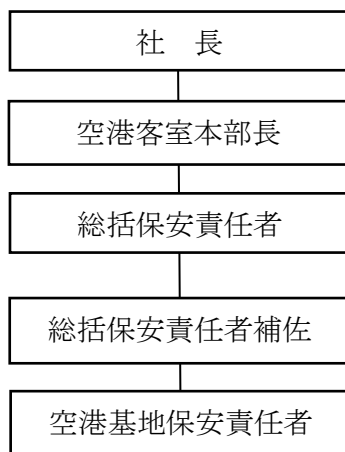 社　長
空港客室本部長
総括保安責任者
総括保安責任者補佐
空港基地保安責任者